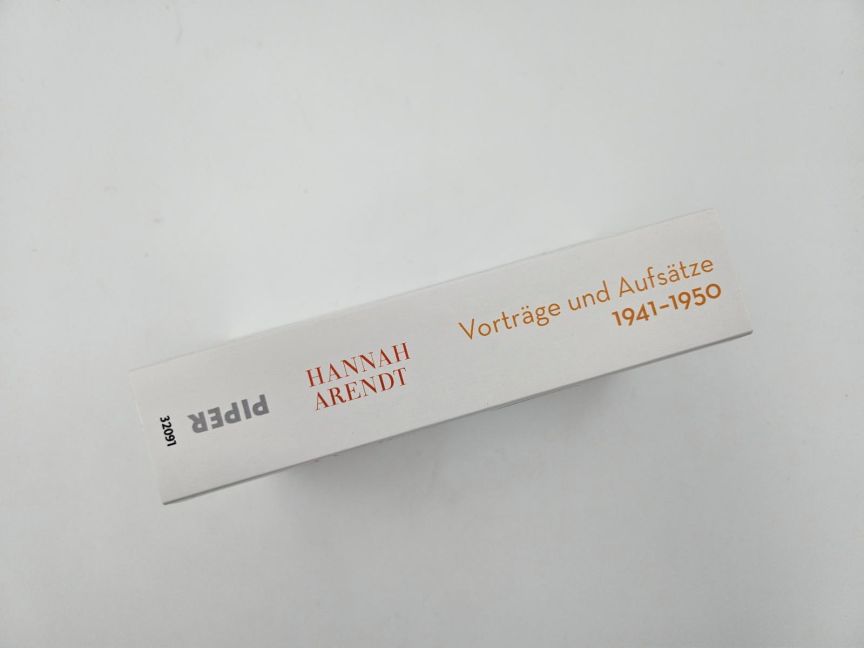 HANNAH
ARENDT
Vorträge und Aufsätze
1941–1950
PIPER
32091